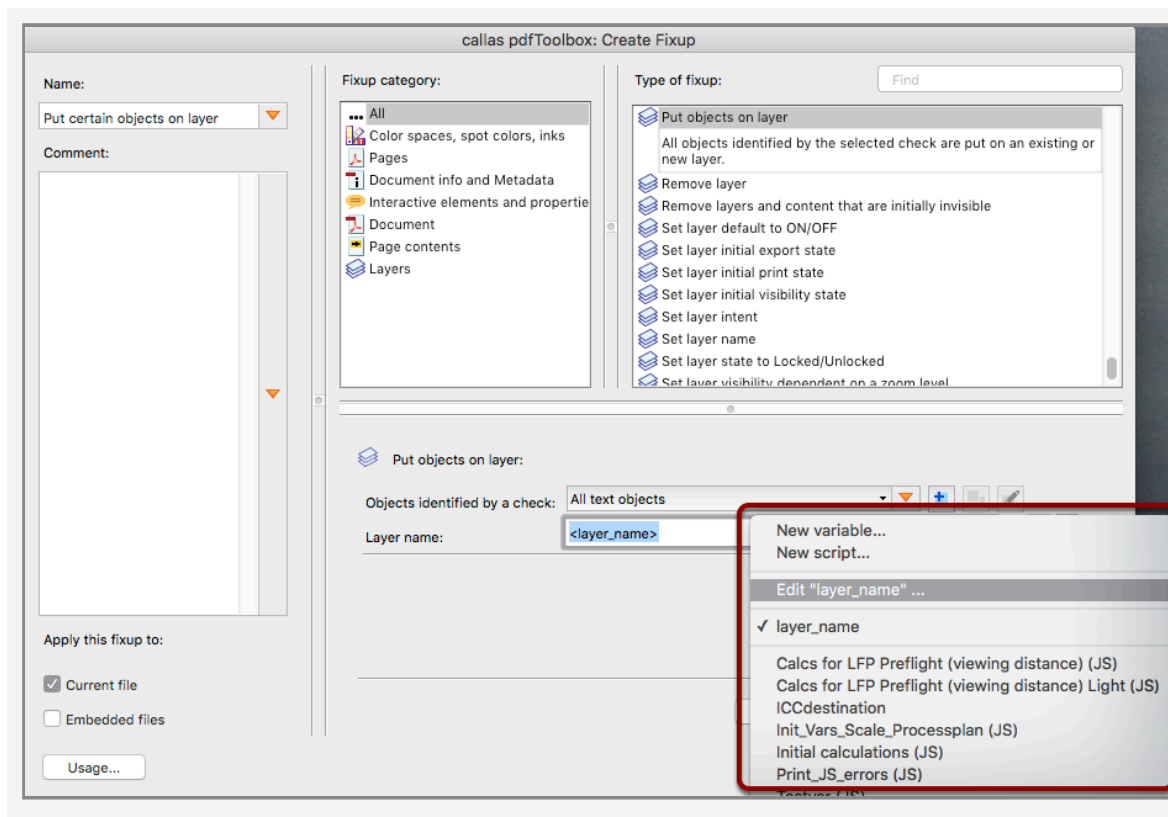 callas pdfToolbox: Create Fixup
Name:
Put certain objects on layer
Comment:
Apply this fixup to:
Current file
Embedded files
Usage...
Fixup category:
All
Color spaces, spot colors, inks
Pages
Document info and Metadata
Interactive elements and propertie
Document
Page contents
Layers
Type of fixup:
Find
Put objects on layer
All objects identified by the selected check are put on an existing or
new layer.
Remove layer
Remove layers and content that are initially invisible
Set layer default to ON/OFF
Set layer initial export state
Set layer initial print state
Set layer initial visibility state
Set layer intent
Set layer name
Set layer state to Locked/Unlocked
Set layer visibility dependent on a zoom level
Put objects on layer:
Objects identified by a check:
All text objects
Layer name:
<layer_name>
New variable...
New script...
Edit "layer_name" ...
✓ layer_name
Calcs for LFP Preflight (viewing distance) (JS)
Calcs for LFP Preflight (viewing distance) Light (JS)
ICCdestination
Init_Vars_Scale_Processplan (JS)
Initial calculations (JS)
Print_JS_errors (JS)